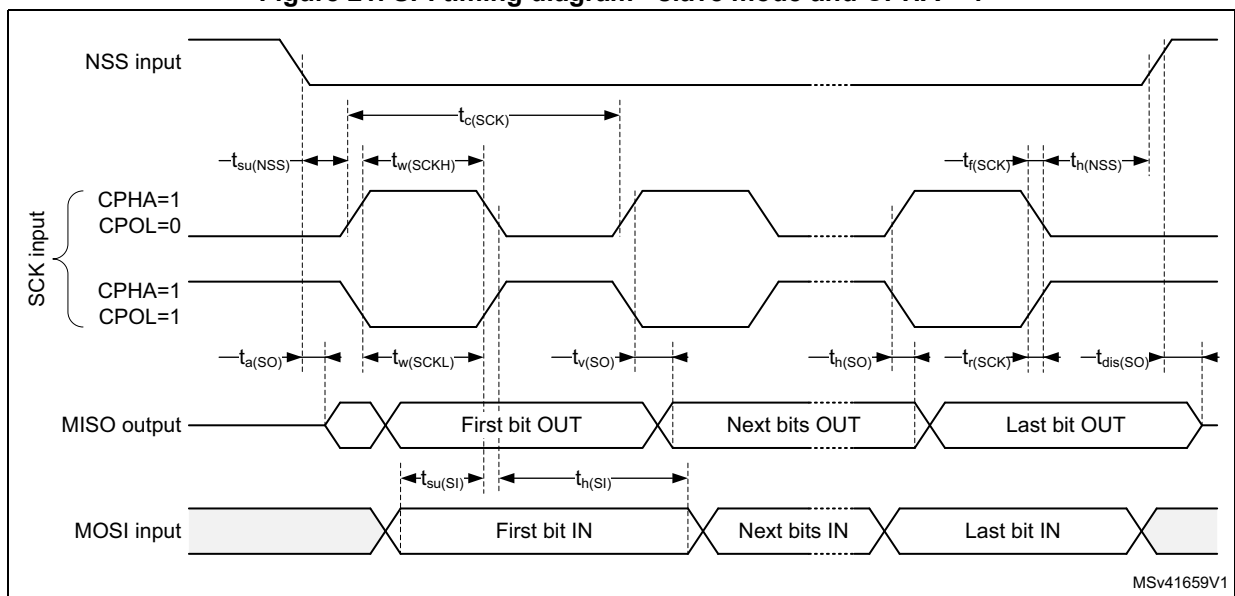 Figure SPI timing diagram - slave mode and CPHA = 1
NSS input
tc(SCK)
tsu(NSS)
tw(SCKH)
tf(SCK)
th(NSS)
SCK input
CPHA=1
CPOL=0
CPHA=1
CPOL=1
ta(SO)
tw(SCKL)
tv(SO)
th(SO)
tr(SCK)
tdis(SO)
MISO output
First bit OUT
Next bits OUT
Last bit OUT
tsu(SI)
th(SI)
MOSI input
First bit IN
Next bits IN
Last bit IN
MSv41659V1